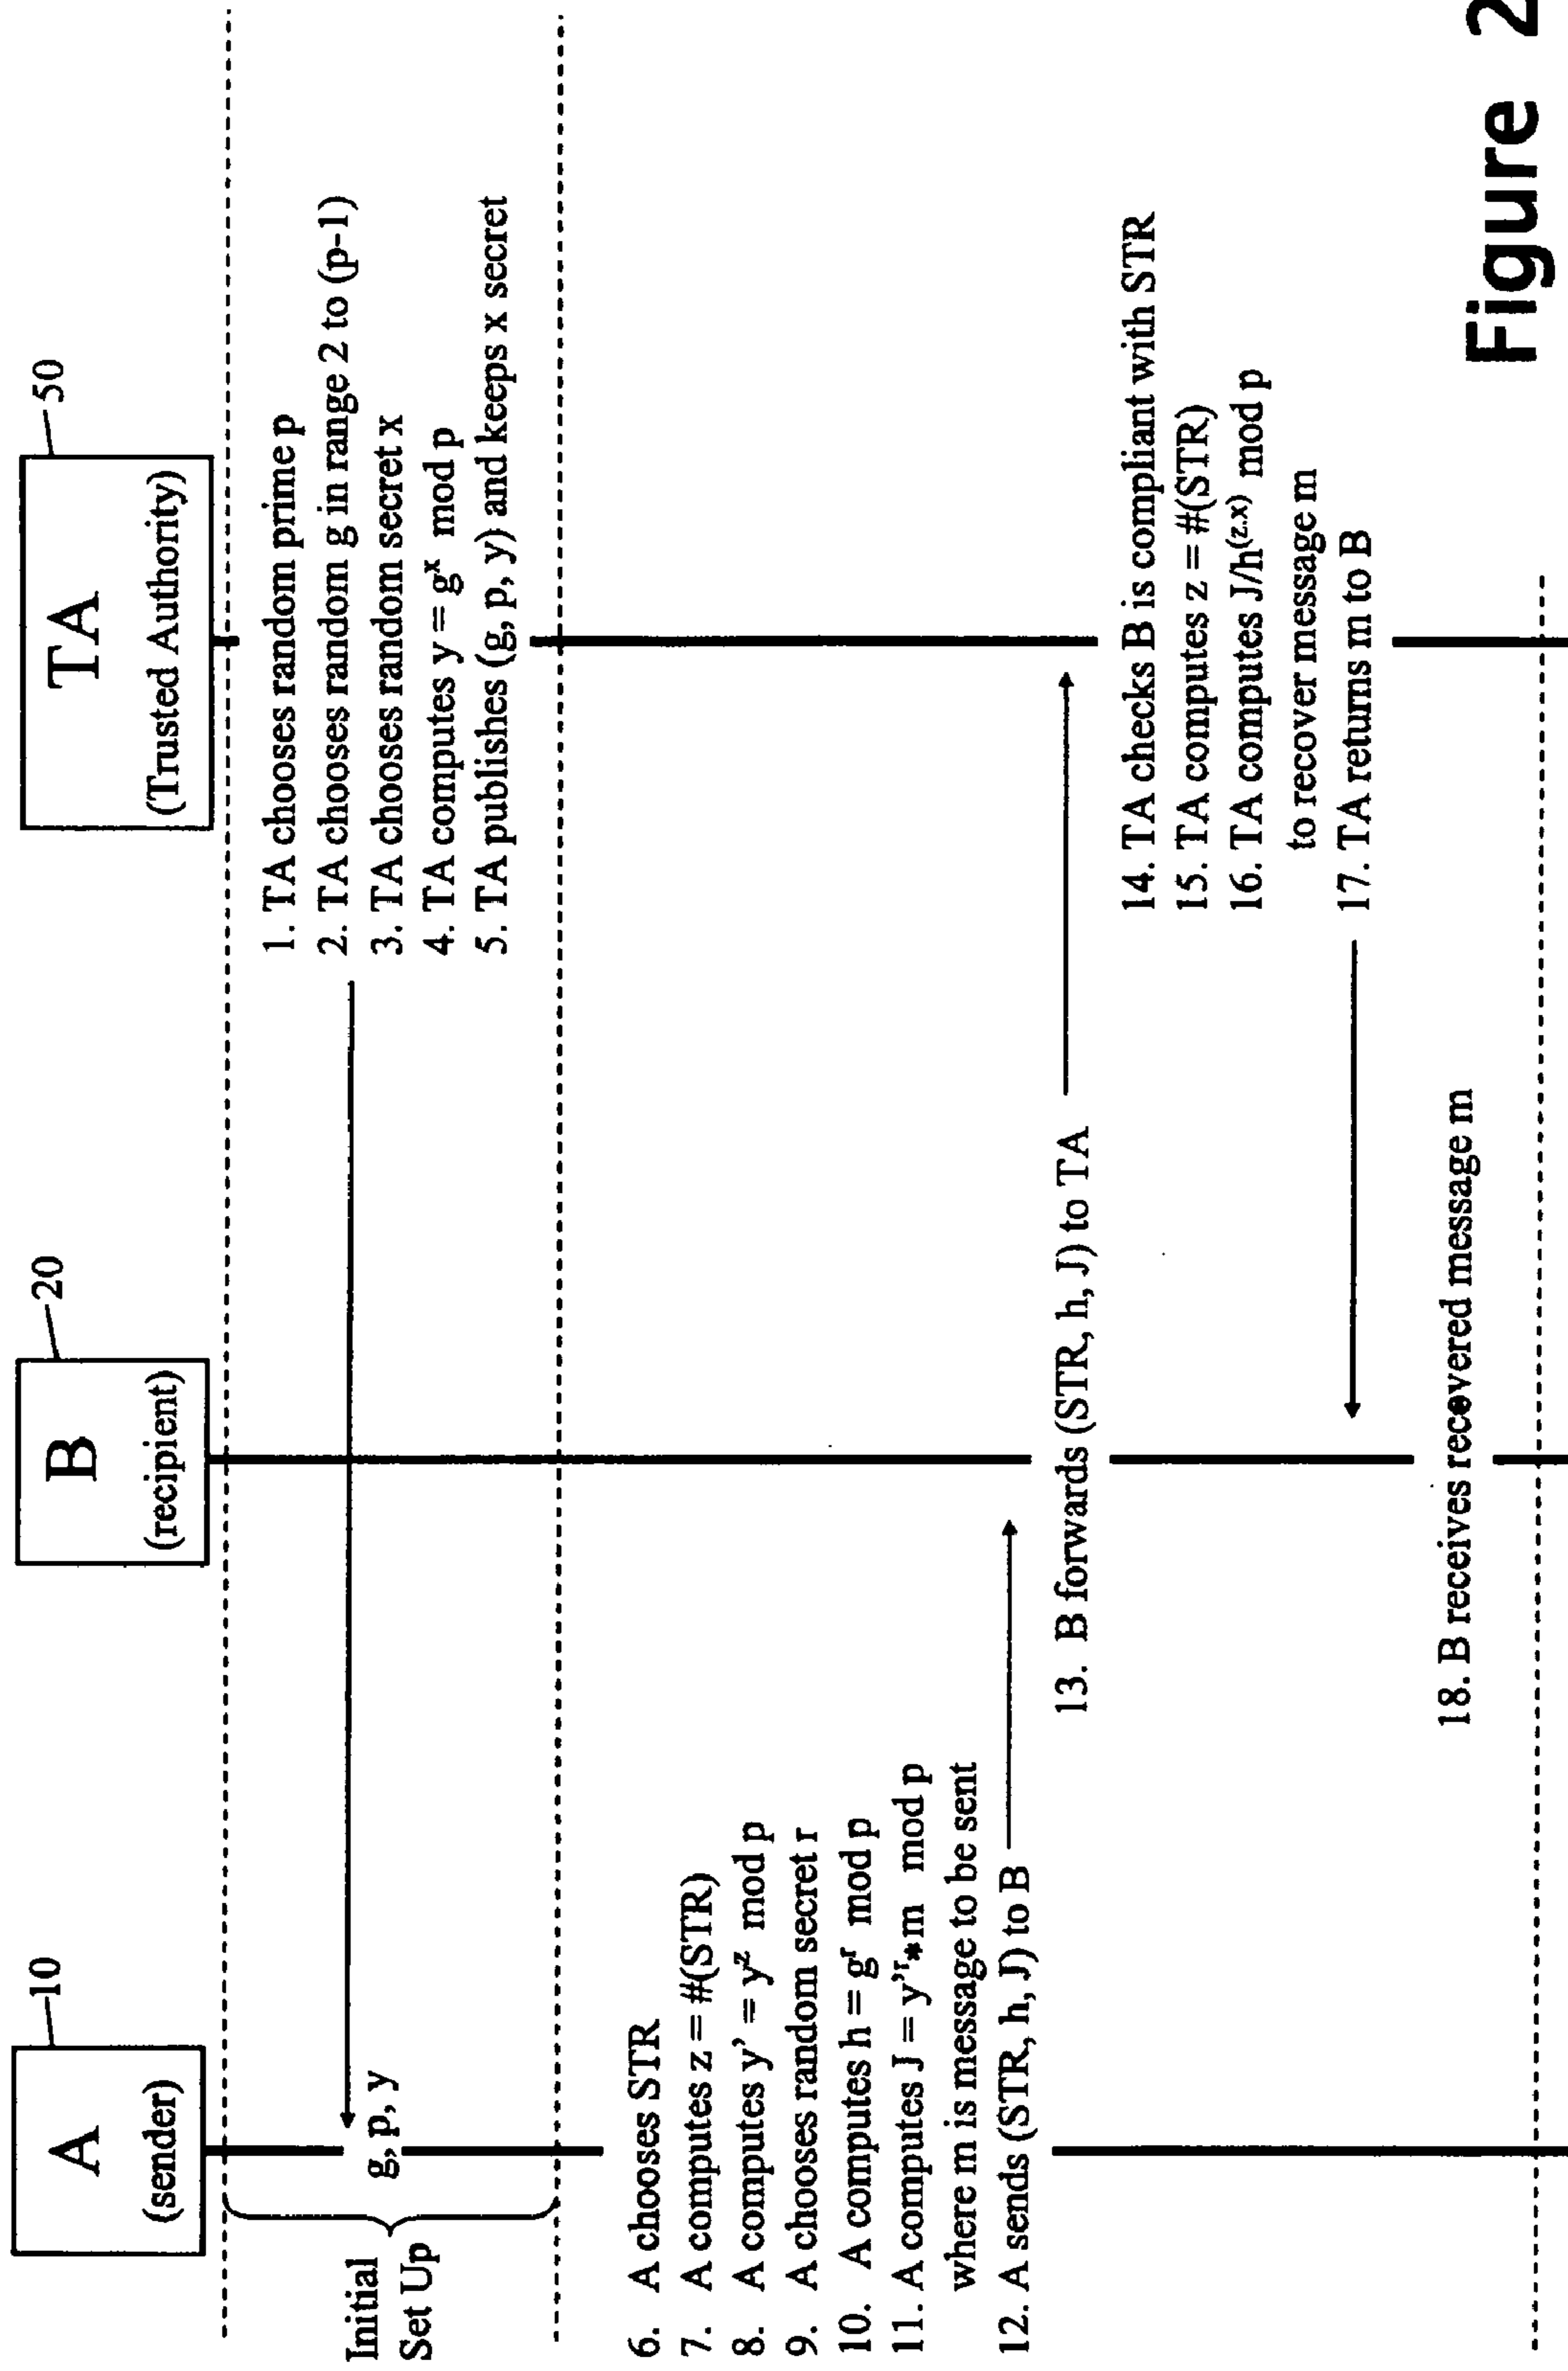 A
(sender)
10
B
(recipient)
20
TA
(Trusted Authority)
50
Initial
Set Up
g, p, y
1. TA chooses random prime p
2. TA chooses random g in range 2 to (p-1)
3. TA chooses random secret x
4. TA computes y = gˣ mod p
5. TA publishes (g, p, y) and keeps x secret
6. A chooses STR
7. A computes z = #(STR)
8. A computes y' = yᶻ mod p
9. A chooses random secret r
10. A computes h = gʳ mod p
11. A computes J = y'ʳ*m mod p
where m is message to be sent
12. A sends (STR, h, J) to B
13. B forwards (STR, h, J) to TA
14. TA checks B is compliant with STR
15. TA computes z = #(STR)
16. TA computes J/h⁽ᶻ·ˣ⁾ mod p
to recover message m
17. TA returns m to B
18. B receives recovered message m
Figure 2